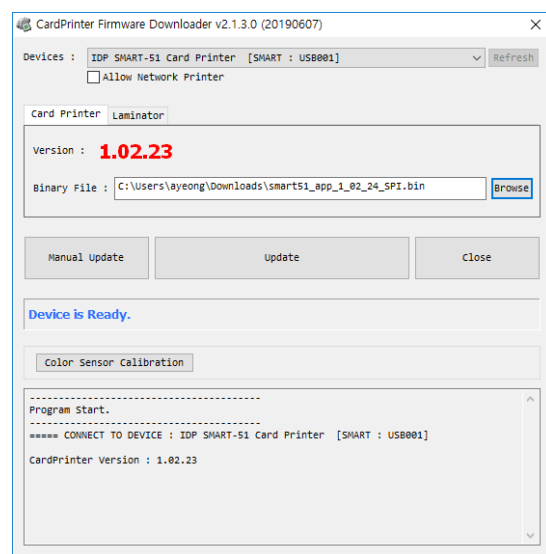 CardPrinter Firmware Downloader v2.1.3.0 (20190607)
Devices : IDP SMART-51 Card Printer [SMART : USB001] Refresh
Allow Network Printer
Card Printer Laminator
Version : 1.02.23
Binary File : C:\Users\ayeong\Downloads\smart51_app_1_02_24_SPI.bin Browse
Manual Update Update Close
Device is Ready.
Color Sensor Calibration
----------------------------------------
Program Start.
----------------------------------------
===== CONNECT TO DEVICE : IDP SMART-51 Card Printer [SMART : USB001]
CardPrinter Version : 1.02.23